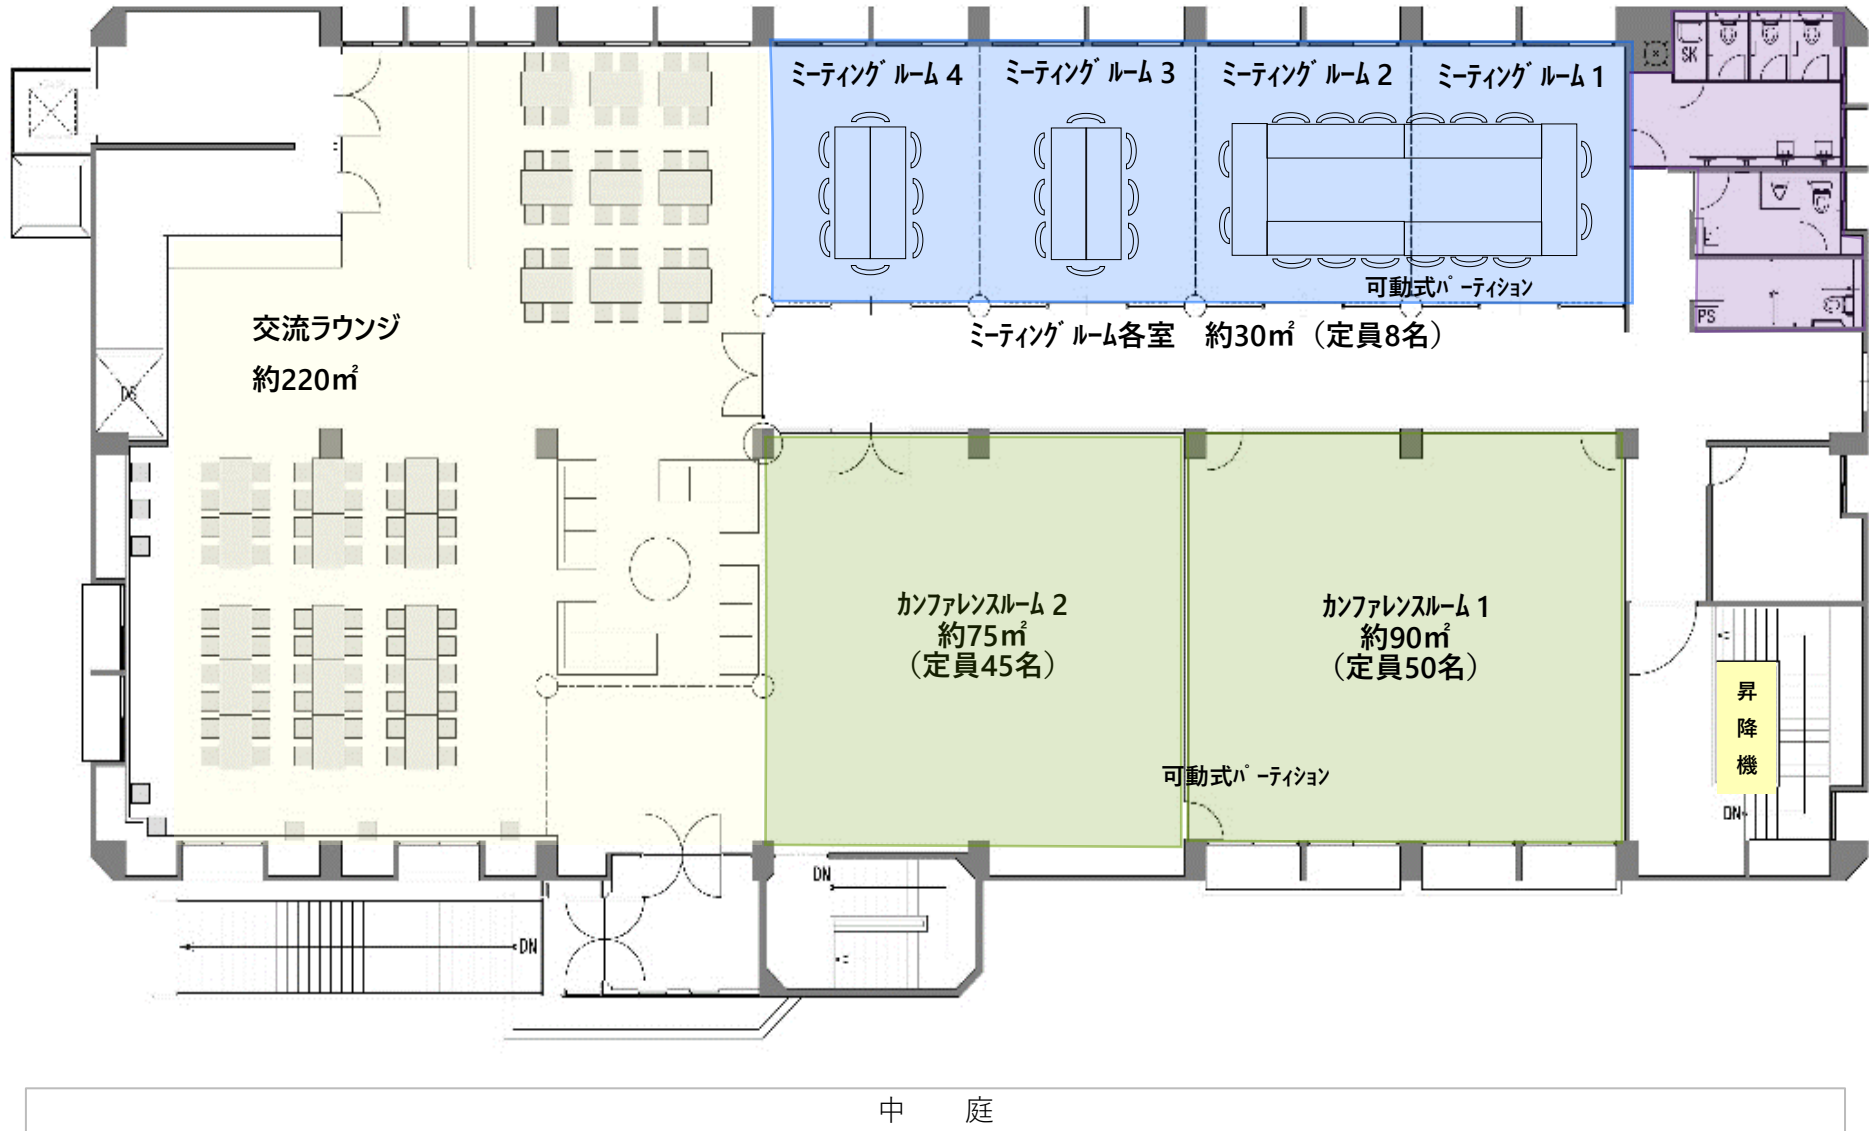 ミーティングルーム 4
ミーティングルーム 3
ミーティングルーム 2
ミーティングルーム 1
SK
可動式パーティション
PS
ミーティングルーム各室 約30㎡（定員8名）
交流ラウンジ
約220㎡
DS
カンファレンスルーム 2
約75㎡
（定員45名）
カンファレンスルーム 1
約90㎡
（定員50名）
可動式パーティション
昇降機
DN
DN
DN
中 庭